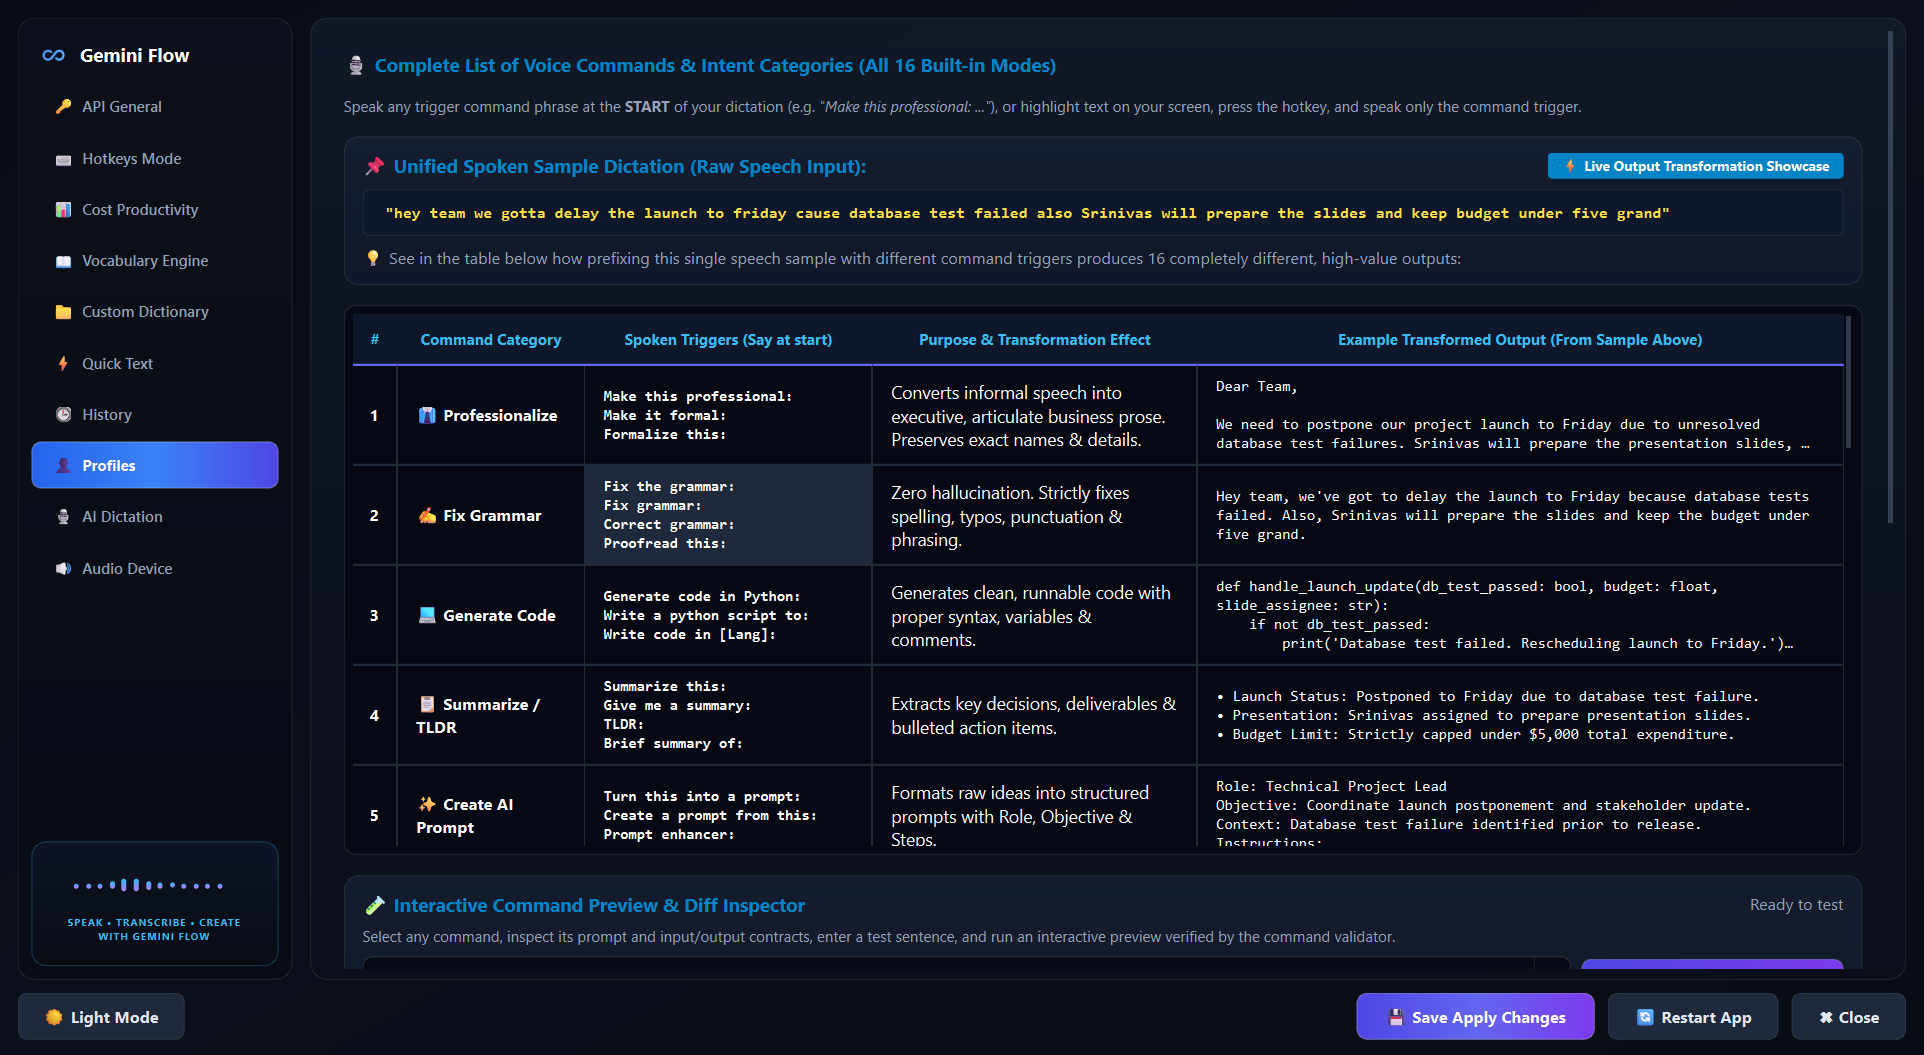 Gemini Flow
API General
Hotkeys Mode
Cost Productivity
Vocabulary Engine
Custom Dictionary
Quick Text
History
Profiles
AI Dictation
Audio Device
SPEAK • TRANSCRIBE • CREATE
WITH GEMINI FLOW
Complete List of Voice Commands & Intent Categories (All 16 Built-in Modes)
Speak any trigger command phrase at the START of your dictation (e.g. "Make this professional: ..."), or highlight text on your screen, press the hotkey, and speak only the command trigger.
Unified Spoken Sample Dictation (Raw Speech Input):
Live Output Transformation Showcase
"hey team we gotta delay the launch to friday cause database test failed also Srinivas will prepare the slides and keep budget under five grand"
See in the table below how prefixing this single speech sample with different command triggers produces 16 completely different, high-value outputs:
# Command Category Spoken Triggers (Say at start) Purpose & Transformation Effect Example Transformed Output (From Sample Above)
1
Professionalize
Make this professional:
Make it formal:
Formalize this:
Converts informal speech into
executive, articulate business prose.
Preserves exact names & details.
Dear Team,
We need to postpone our project launch to Friday due to unresolved
database test failures. Srinivas will prepare the presentation slides, …
2
Fix Grammar
Fix the grammar:
Fix grammar:
Correct grammar:
Proofread this:
Zero hallucination. Strictly fixes
spelling, typos, punctuation &
phrasing.
Hey team, we've got to delay the launch to Friday because database tests
failed. Also, Srinivas will prepare the slides and keep the budget under
five grand.
3
Generate Code
Generate code in Python:
Write a python script to:
Write code in [Lang]:
Generates clean, runnable code with
proper syntax, variables &
comments.
def handle_launch_update(db_test_passed: bool, budget: float,
slide_assignee: str):
if not db_test_passed:
print('Database test failed. Rescheduling launch to Friday.')…
4
Summarize /
TLDR
Summarize this:
Give me a summary:
TLDR:
Brief summary of:
Extracts key decisions, deliverables &
bulleted action items.
• Launch Status: Postponed to Friday due to database test failure.
• Presentation: Srinivas assigned to prepare presentation slides.
• Budget Limit: Strictly capped under $5,000 total expenditure.
5
Create AI
Prompt
Turn this into a prompt:
Create a prompt from this:
Prompt enhancer:
Formats raw ideas into structured
prompts with Role, Objective &
Steps.
Role: Technical Project Lead
Objective: Coordinate launch postponement and stakeholder update.
Context: Database test failure identified prior to release.
Instructions:
Interactive Command Preview & Diff Inspector
Ready to test
Select any command, inspect its prompt and input/output contracts, enter a test sentence, and run an interactive preview verified by the command validator.
Light Mode
Save Apply Changes
Restart App
✖ Close